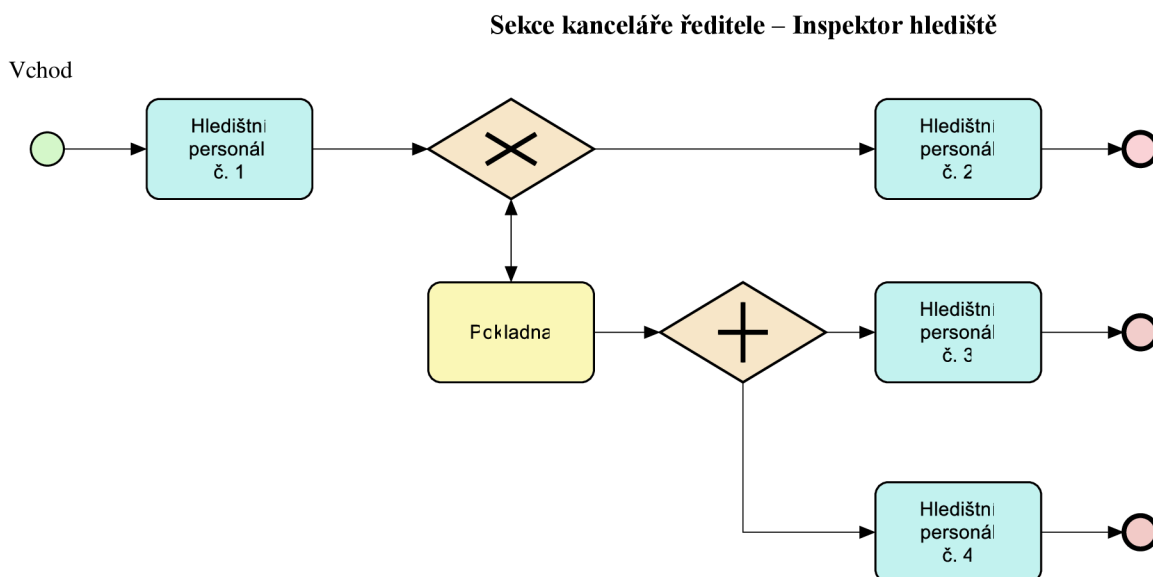 Sekce kanceláře ředitele – Inspektor hlediště
Vchod
Hledištní
personál
č. 1
Hledištní
personál
č. 2
Pokladna
Hledištní
personál
č. 3
Hledištní
personál
č. 4